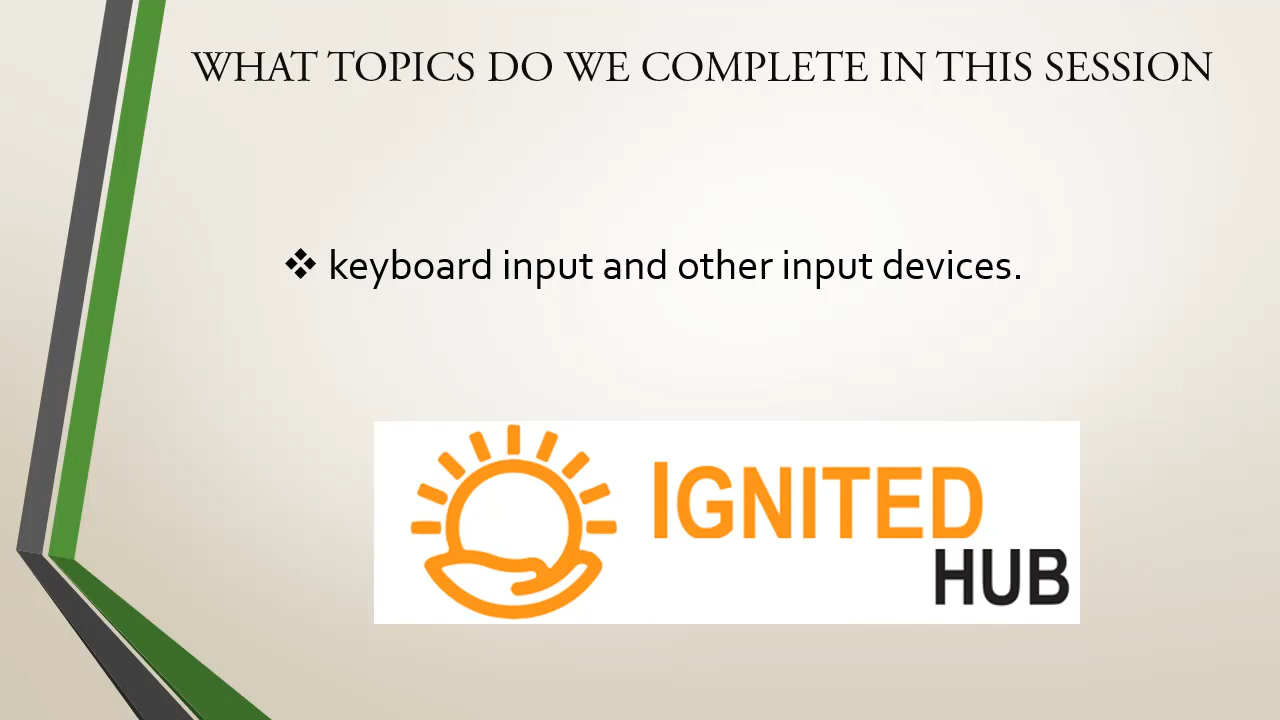 WHAT TOPICS DO WE COMPLETE IN THIS SESSION
❖ keyboard input and other input devices.
IGNITED
HUB